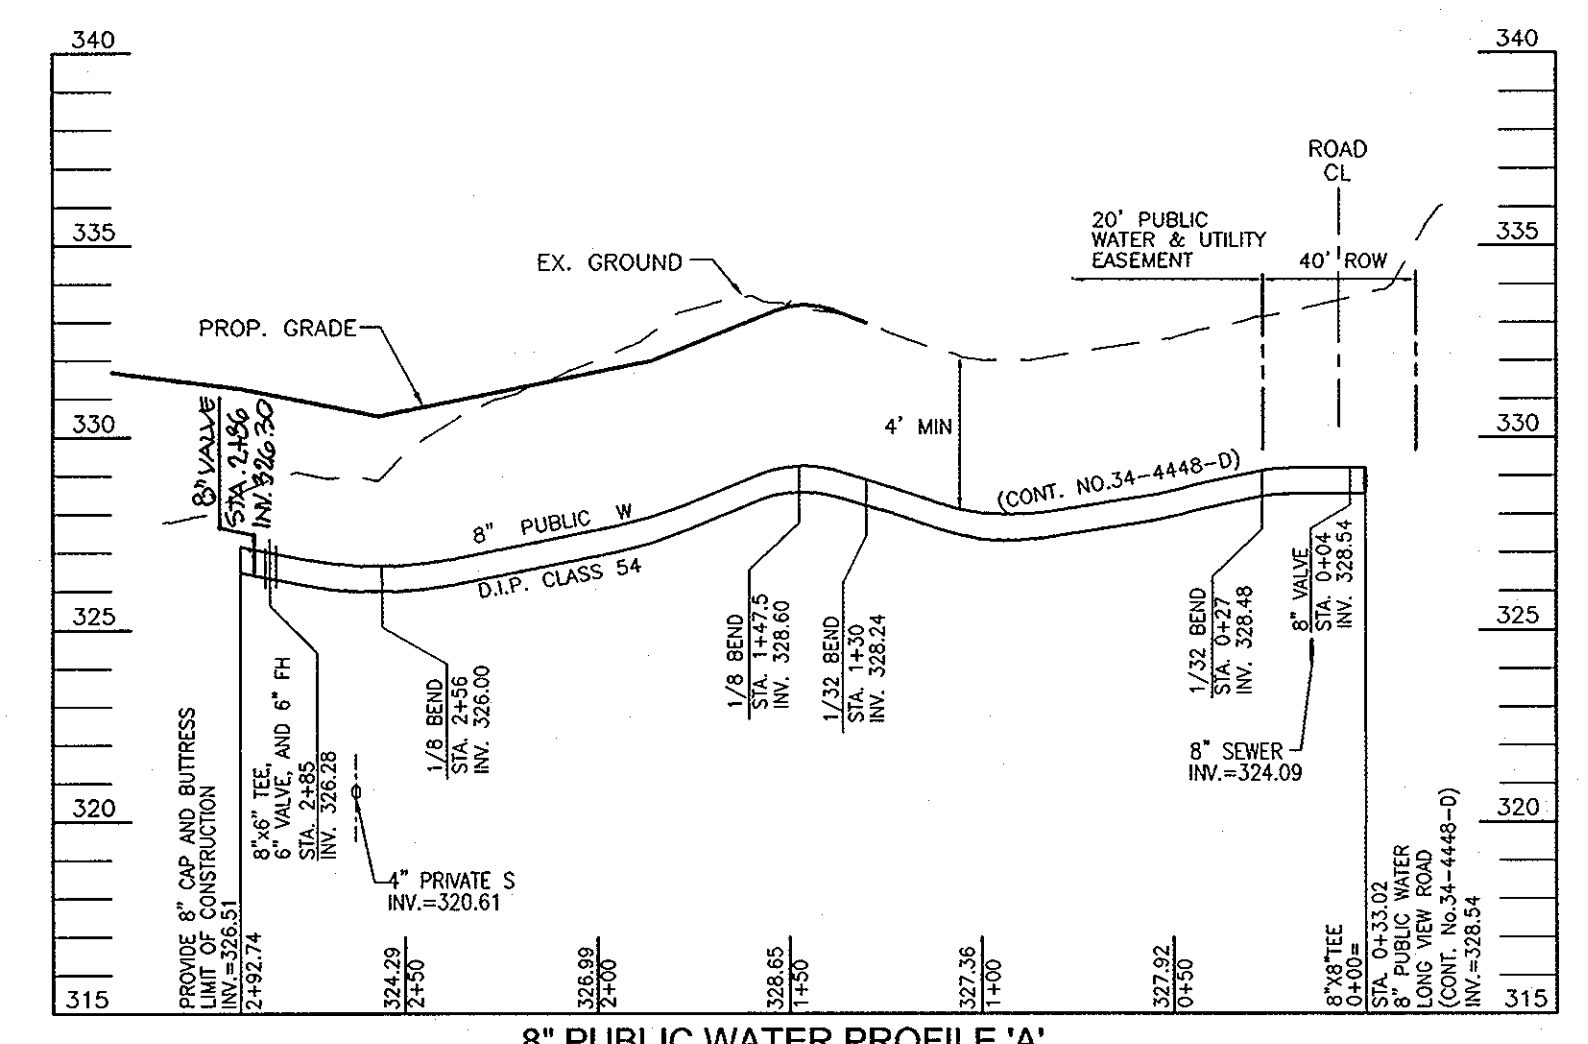 340
340
ROAD
CL
335
20' PUBLIC
WATER & UTILITY
EASEMENT
335
EX. GROUND
40' ROW
PROP. GRADE
330
8" VALVE
STA. 2+86
INV. 326.30
4' MIN
330
(CONT. NO.34-4448-D)
8" PUBLIC W
D.I.P. CLASS 54
325
325
1/8 BEND
STA. 2+56
INV. 326.00
1/8 BEND
STA. 1+47.5
INV. 328.60
1/32 BEND
STA. 1+30
INV. 328.24
1/32 BEND
STA. 0+27
INV. 328.48
8" VALVE
STA. 0+04
INV. 328.54
8" SEWER
INV.=324.09
8"x6" TEE,
6" VALVE, AND 6" FH
STA. 2+85
INV. 326.28
320
320
4" PRIVATE S
INV.=320.61
PROVIDE 8" CAP AND BUTTRESS
LIMIT OF CONSTRUCTION
INV.=326.51
2+92.74
315
324.29
2+50
326.99
2+00
328.65
1+50
327.36
1+00
327.92
0+50
8"X8"TEE
0+00=
STA. 0+33.02
8" PUBLIC WATER
LONG VIEW ROAD
(CONT. No.34-4448-D)
INV.=328.54
315
8" PUBLIC WATER PROFILE 'A'